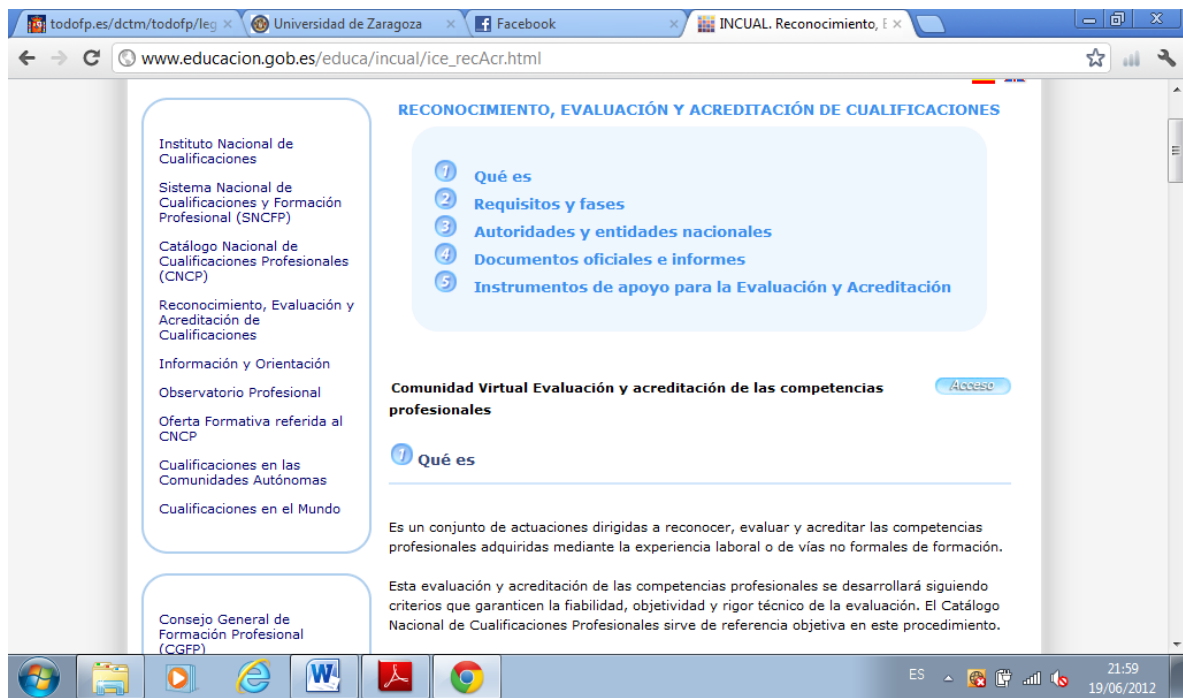 todofp.es/dctm/todofp/leg
Universidad de Zaragoza
Facebook
INCUAL. Reconocimiento, E
www.educacion.gob.es/educa/incual/ice_recAcr.html
Instituto Nacional de
Cualificaciones
Sistema Nacional de
Cualificaciones y Formación
Profesional (SNCFP)
Catálogo Nacional de
Cualificaciones Profesionales
(CNCP)
Reconocimiento, Evaluación y
Acreditación de
Cualificaciones
Información y Orientación
Observatorio Profesional
Oferta Formativa referida al
CNCP
Cualificaciones en las
Comunidades Autónomas
Cualificaciones en el Mundo
Consejo General de
Formación Profesional
(CGFP)
RECONOCIMIENTO, EVALUACIÓN Y ACREDITACIÓN DE CUALIFICACIONES
1 Qué es
2 Requisitos y fases
3 Autoridades y entidades nacionales
4 Documentos oficiales e informes
5 Instrumentos de apoyo para la Evaluación y Acreditación
Comunidad Virtual Evaluación y acreditación de las competencias
profesionales
Acceso
1 Qué es
Es un conjunto de actuaciones dirigidas a reconocer, evaluar y acreditar las competencias
profesionales adquiridas mediante la experiencia laboral o de vías no formales de formación.
Esta evaluación y acreditación de las competencias profesionales se desarrollará siguiendo
criterios que garanticen la fiabilidad, objetividad y rigor técnico de la evaluación. El Catálogo
Nacional de Cualificaciones Profesionales sirve de referencia objetiva en este procedimiento.
ES
21:59
19/06/2012